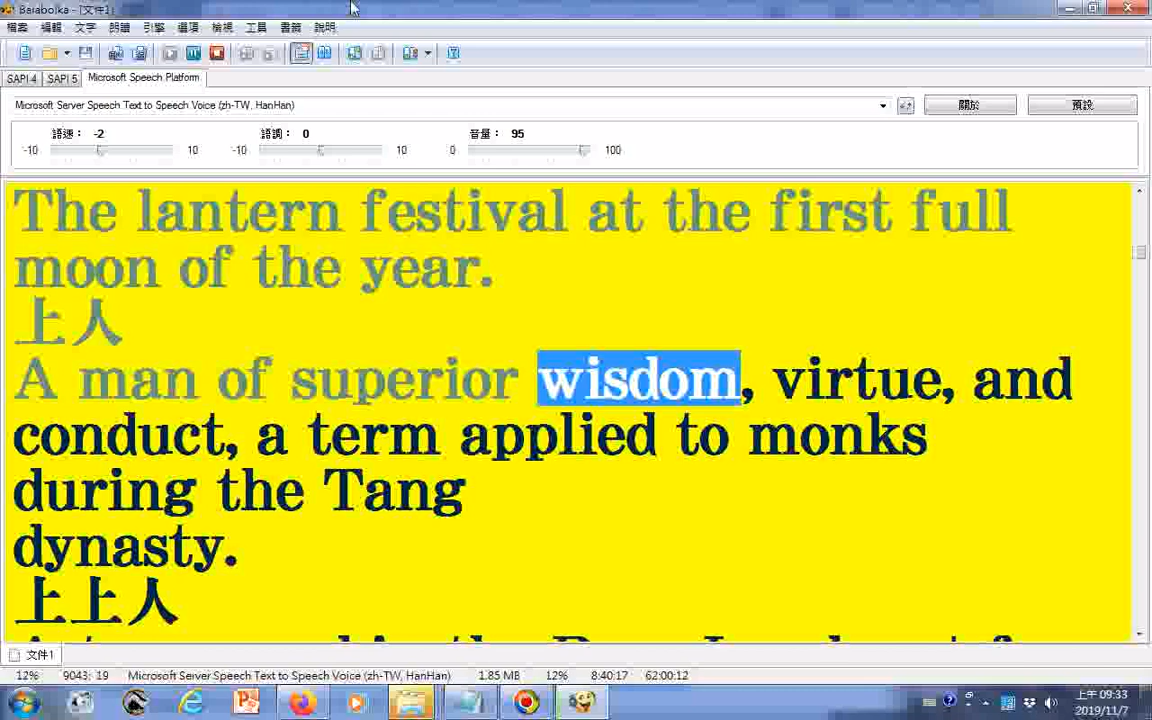 Balabolka - [文件1]
檔案 編輯 文字 朗讀 引擎 選項 檢視 工具 書籤 說明
SAPI 4 SAPI 5 Microsoft Speech Platform
Microsoft Server Speech Text to Speech Voice (zh-TW, HanHan) 關於 預設
語速： -2 語調： 0 音量： 95
-10 10 -10 10 0 100
The lantern festival at the first full
moon of the year.
上人
A man of superior wisdom, virtue, and
conduct, a term applied to monks
during the Tang
dynasty.
上上人
文件1
12% 9043: 19 Microsoft Server Speech Text to Speech Voice (zh-TW, HanHan) 1.85 MB 12% 8:40:17 62:00:12
上午 09:33
2019/11/7